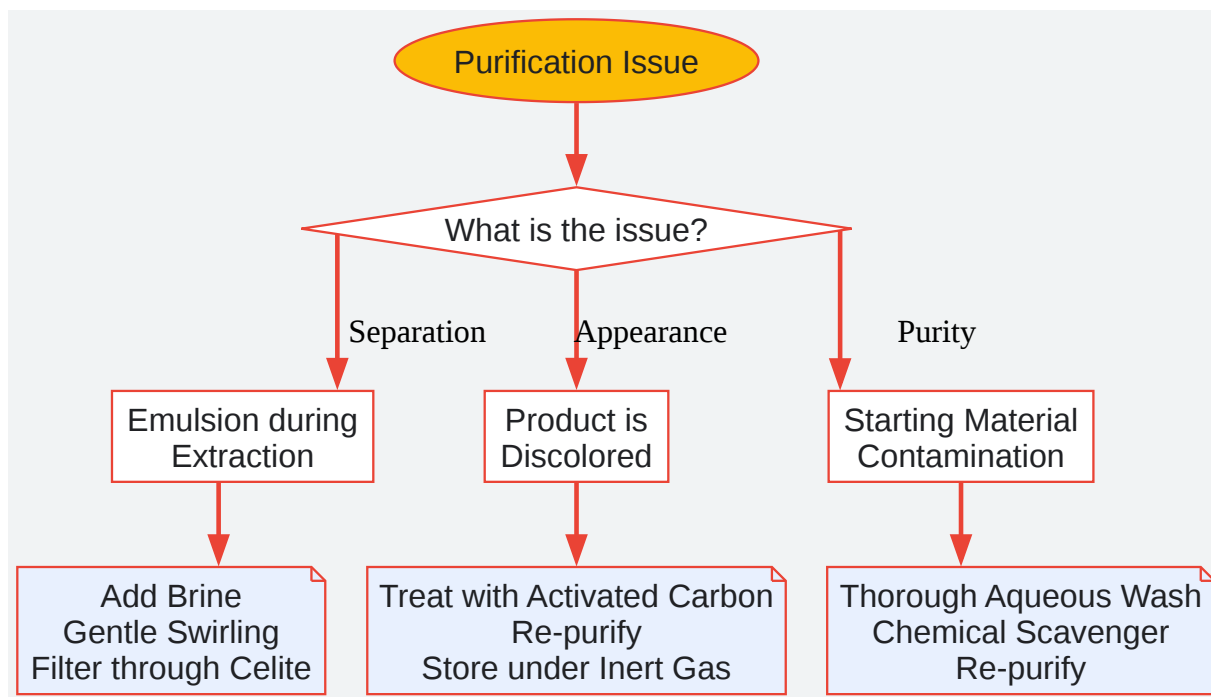 Purification Issue
What is the issue?
Separation
Appearance
Purity
Emulsion during
Extraction
Product is
Discolored
Starting Material
Contamination
Add Brine
Gentle Swirling
Filter through Celite
Treat with Activated Carbon
Re-purify
Store under Inert Gas
Thorough Aqueous Wash
Chemical Scavenger
Re-purify